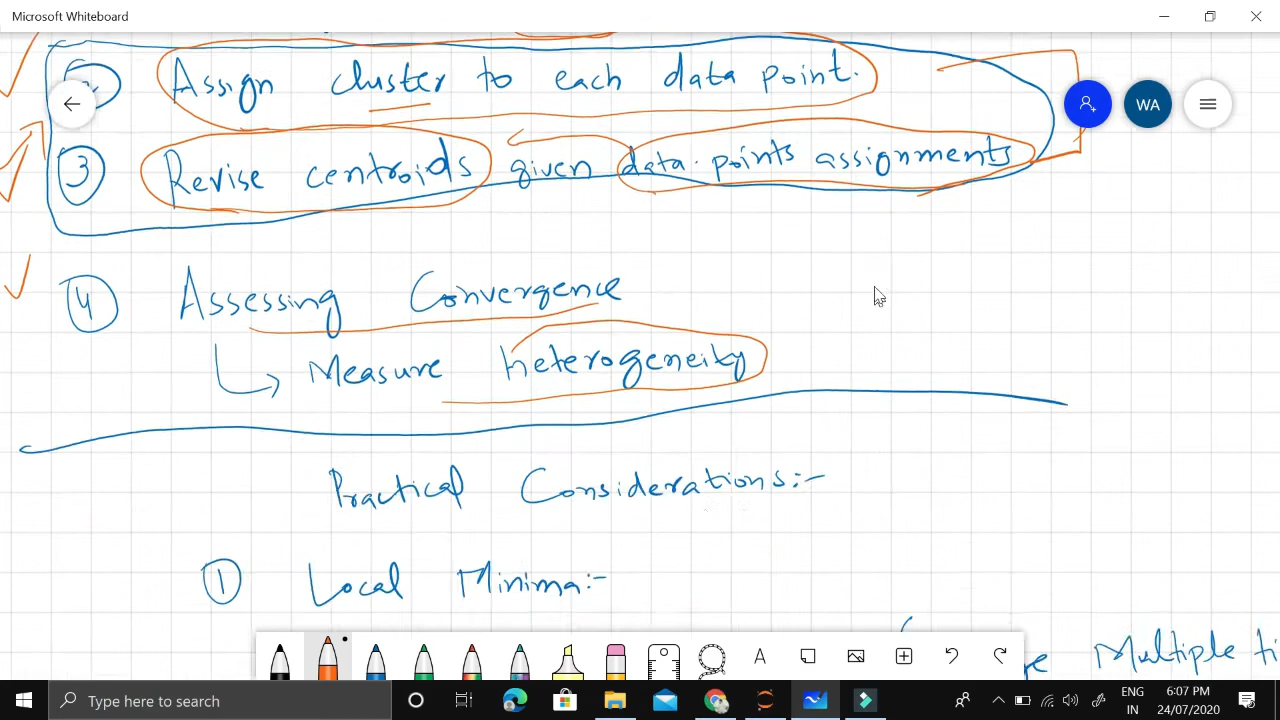 Microsoft Whiteboard
Assign cluster to each data point.
WA
3 Revise centroids given data points assignments
4 Assessing Convergence
Measure heterogeneity
Practical Considerations:-
1 Local Minima:-
Multiple ti
A
Type here to search
ENG
IN
6:07 PM
24/07/2020